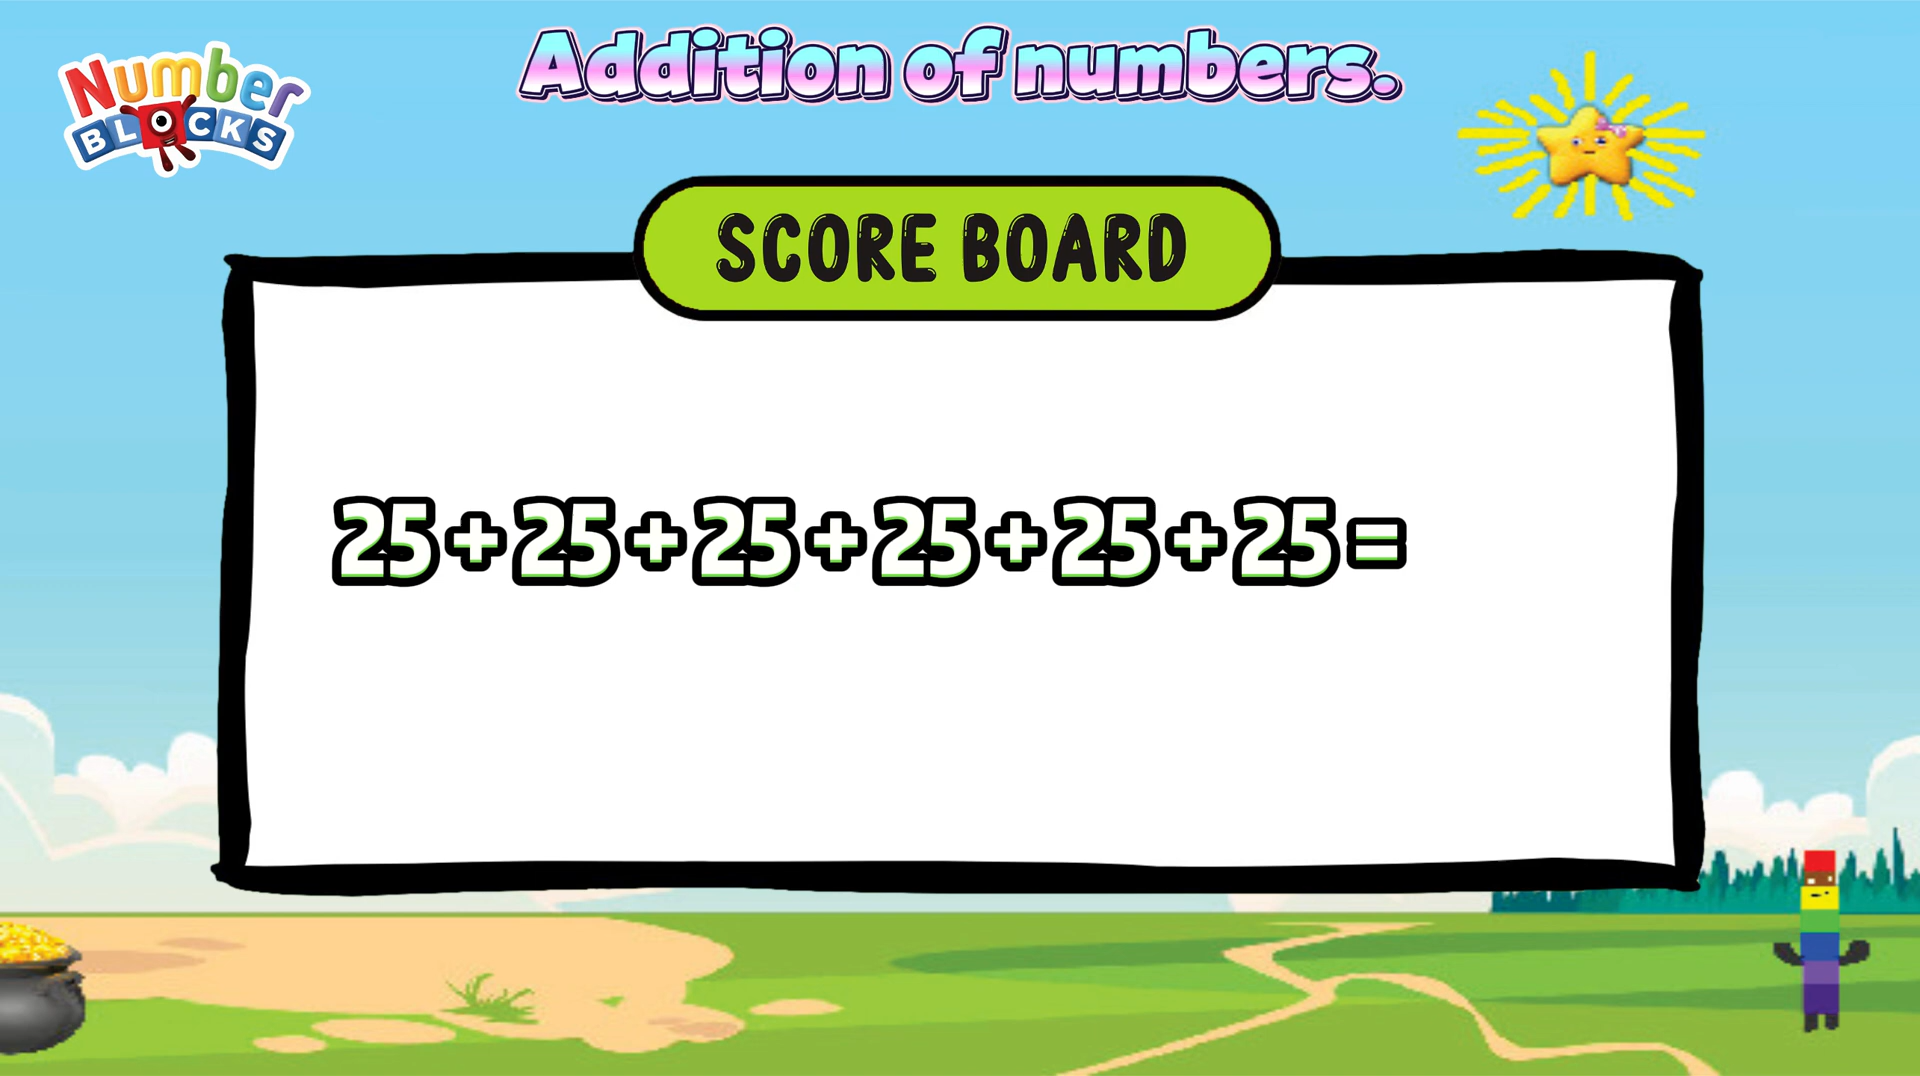 Addition of numbers.
Number
BLOCKS
SCORE BOARD
25+25+25+25+25+25=